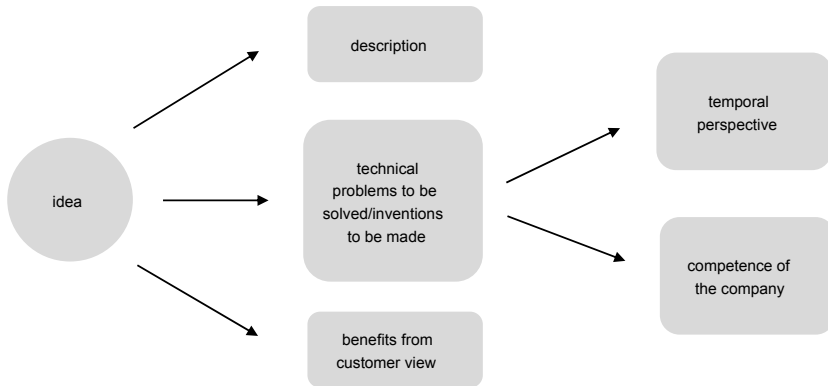 idea
description
technical
problems to be
solved/inventions
to be made
benefits from
customer view
temporal
perspective
competence of
the company